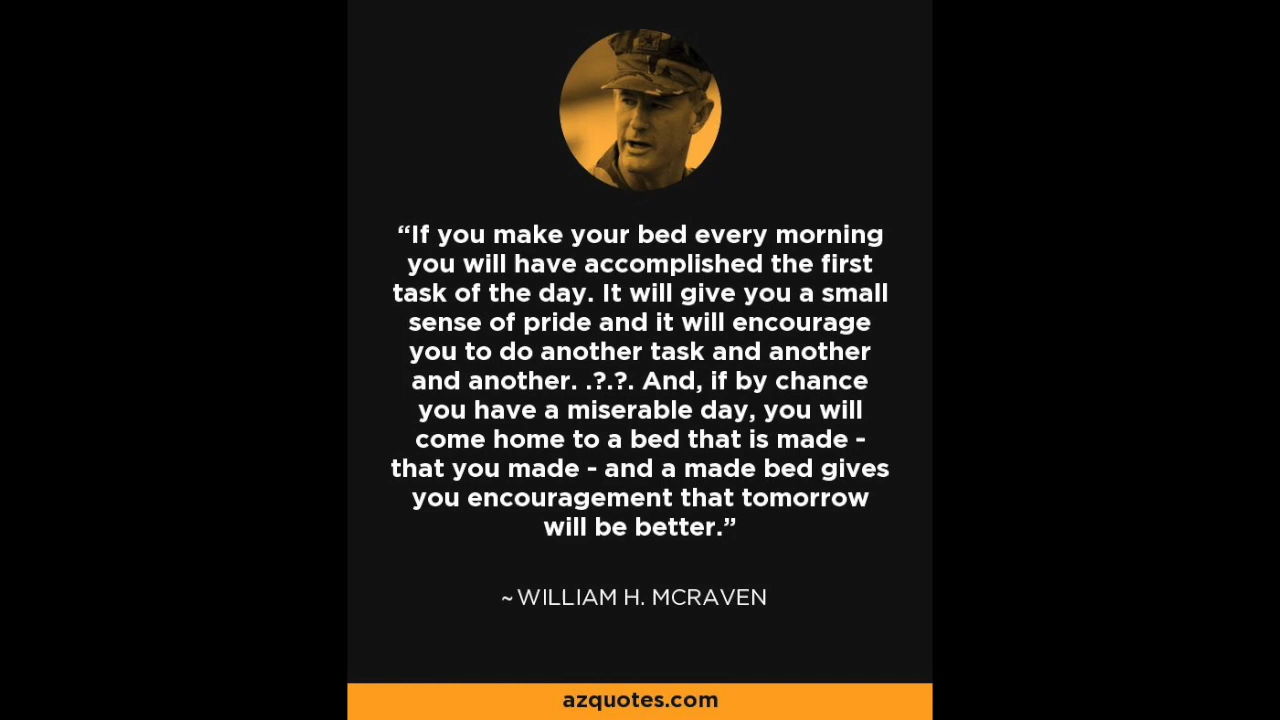 “If you make your bed every morning
you will have accomplished the first
task of the day. It will give you a small
sense of pride and it will encourage
you to do another task and another
and another. .?.?. And, if by chance
you have a miserable day, you will
come home to a bed that is made -
that you made - and a made bed gives
you encouragement that tomorrow
will be better.”
~ WILLIAM H. MCRAVEN
azquotes.com